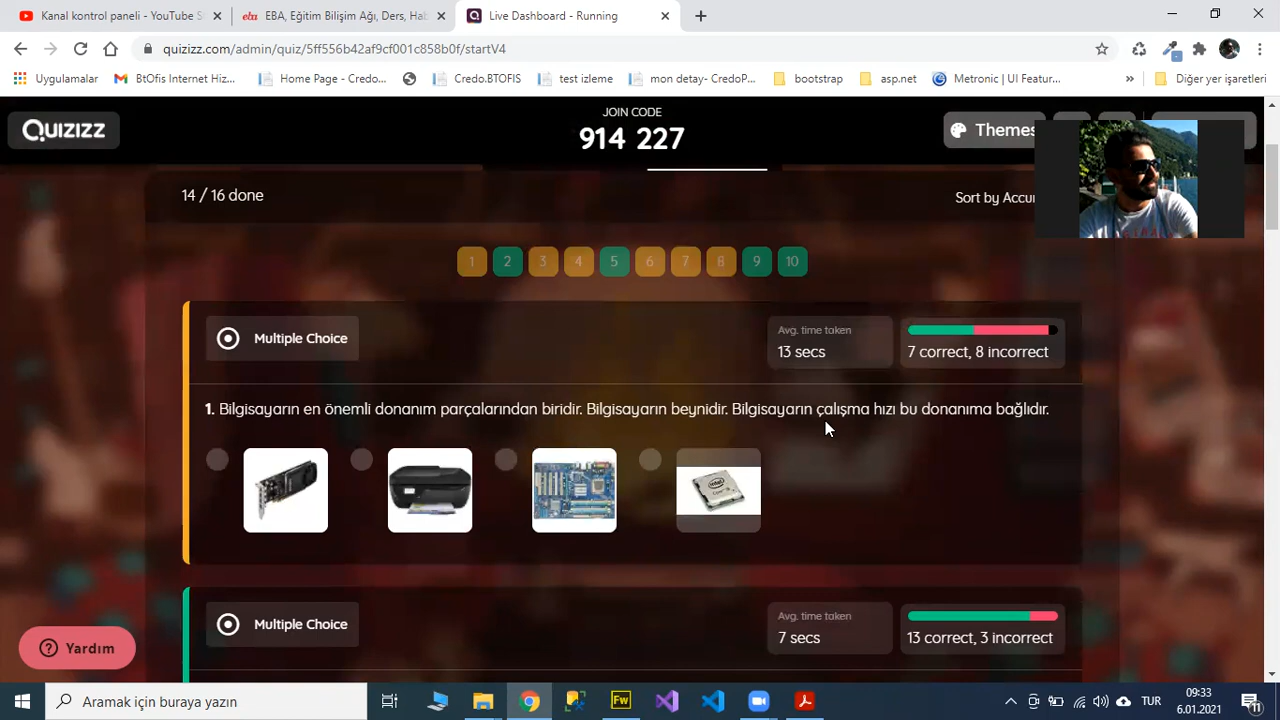 Kanal kontrol paneli - YouTube S
EBA, Eğitim Bilişim Ağı, Ders, Hab
Live Dashboard - Running
quizizz.com/admin/quiz/5ff556b42af9cf001c858b0f/startV4
Uygulamalar
BtOfis Internet Hiz...
Home Page - Credo...
Credo.BTOFIS
test izleme
mon detay- CredoP...
bootstrap
asp.net
Metronic | UI Featur...
»
Diğer yer işaretleri
Quizizz
JOIN CODE
914 227
Themes
14 / 16 done
Sort by Accur
1 2 3 4 5 6 7 8 9 10
Multiple Choice
Avg. time taken
13 secs
7 correct, 8 incorrect
1. Bilgisayarın en önemli donanım parçalarından biridir. Bilgisayarın beynidir. Bilgisayarın çalışma hızı bu donanıma bağlıdır.
Multiple Choice
Avg. time taken
7 secs
13 correct, 3 incorrect
Yardım
Aramak için buraya yazın
Fw
TUR
09:33
6.01.2021